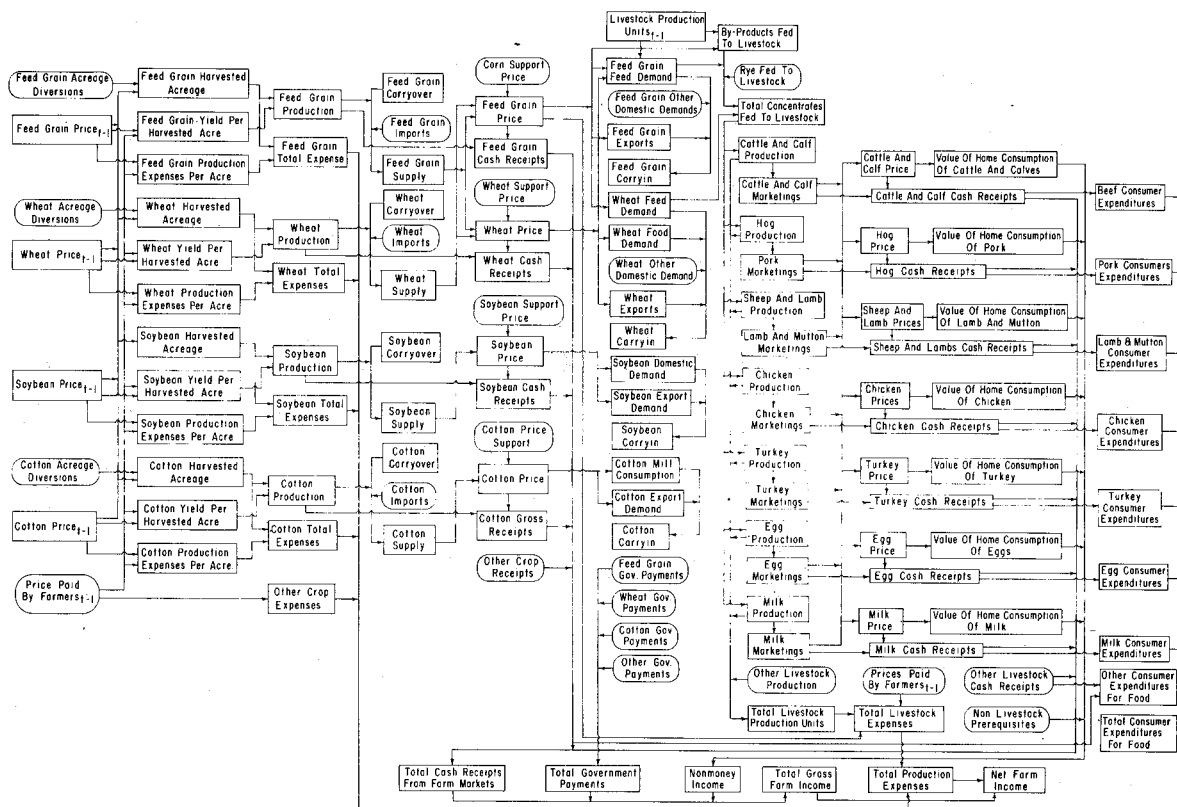 Livestock Production
Units t-1
By-Products Fed
To Livestock
Feed Grain Acreage
Diversions
Feed Grain Harvested
Acreage
Feed Grain
Production
Feed Grain
Carryover
Corn Support
Price
Feed Grain
Feed Demand
Rye Fed To
Livestock
Feed Grain Price t-1
Feed Grain-Yield Per
Harvested Acre
Feed Grain
Imports
Feed Grain
Price
Feed Grain Other
Domestic Demands
Total Concentrates
Fed To Livestock
Feed Grain Production
Expenses Per Acre
Feed Grain
Total Expense
Feed Grain
Supply
Feed Grain
Cash Receipts
Feed Grain
Exports
Feed Grain
Carryin
Cattle And Calf
Production
Cattle And
Calf Price
Value Of Home Consumption
Of Cattle And Calves
Cattle And Calf
Marketings
Cattle And Calf Cash Receipts
Beef Consumer
Expenditures
Wheat Acreage
Diversions
Wheat Harvested
Acreage
Wheat
Production
Wheat
Carryover
Wheat Support
Price
Wheat Feed
Demand
Wheat Price t-1
Wheat Yield Per
Harvested Acre
Wheat
Imports
Wheat Price
Wheat Food
Demand
Hog
Production
Hog
Price
Value Of Home Consumption
Of Pork
Wheat Production
Expenses Per Acre
Wheat Total
Expenses
Wheat Supply
Wheat Cash
Receipts
Wheat Other
Domestic Demand
Pork
Marketings
Hog Cash Receipts
Pork Consumers
Expenditures
Wheat
Exports
Wheat
Carryin
Sheep And Lamb
Production
Sheep And
Lamb Prices
Value Of Home Consumption
Of Lamb And Mutton
Lamb And Mutton
Marketings
Sheep And Lambs Cash Receipts
Lamb & Mutton
Consumer
Expenditures
Soybean Harvested
Acreage
Soybean
Production
Soybean
Carryover
Soybean Support
Price
Soybean
Price
Soybean Domestic
Demand
Soybean Price t-1
Soybean Yield Per
Harvested Acre
Soybean Cash
Receipts
Soybean Export
Demand
Chicken
Production
Chicken
Prices
Value Of Home Consumption
Of Chicken
Soybean Production
Expenses Per Acre
Soybean Total
Expenses
Soybean
Supply
Soybean
Carryin
Chicken
Marketings
Chicken Cash Receipts
Chicken
Consumer
Expenditures
Cotton Acreage
Diversions
Cotton Harvested
Acreage
Cotton
Production
Cotton
Carryover
Cotton Price
Support
Cotton Mill
Consumption
Turkey
Production
Turkey
Price
Value Of Home Consumption
Of Turkey
Cotton Price t-1
Cotton Yield Per
Harvested Acre
Cotton
Imports
Cotton Price
Cotton Export
Demand
Turkey
Marketings
Turkey Cash Receipts
Turkey
Consumer
Expenditures
Cotton Production
Expenses Per Acre.
Cotton Total
Expenses
Cotton
Supply
Cotton Gross
Receipts
Cotton
Carryin
Egg
Production
Egg
Price
Value Of Home Consumption
Of Eggs
Egg
Marketings
Egg Cash Receipts
Egg Consumer
Expenditures
Price Paid
By Farmers t-1
Other Crop
Expenses
Other Crop
Receipts
Feed Grain
Gov. Payments
Wheat Gov.
Payments
Cotton Gov
Payments
Other Gov.
Payments
Milk
Production
Milk
Price
Value Of Home Consumption
Of Milk
Milk
Marketings
Milk Cash Receipts
Milk Consumer
Expenditures
Other Livestock
Production
Prices Paid
By Farmers t-1
Other Livestock
Cash Receipts
Other Consumer
Expenditures
For Food
Total Livestock
Production Units
Total Livestock
Expenses
Non Livestock
Prerequisites
Total Consumer
Expenditures
For Food
Total Cash Receipts
From Farm Markets
Total Government
Payments
Nonmoney
Income
Total Gross
Farm Income
Total Production
Expenses
Net Farm
Income